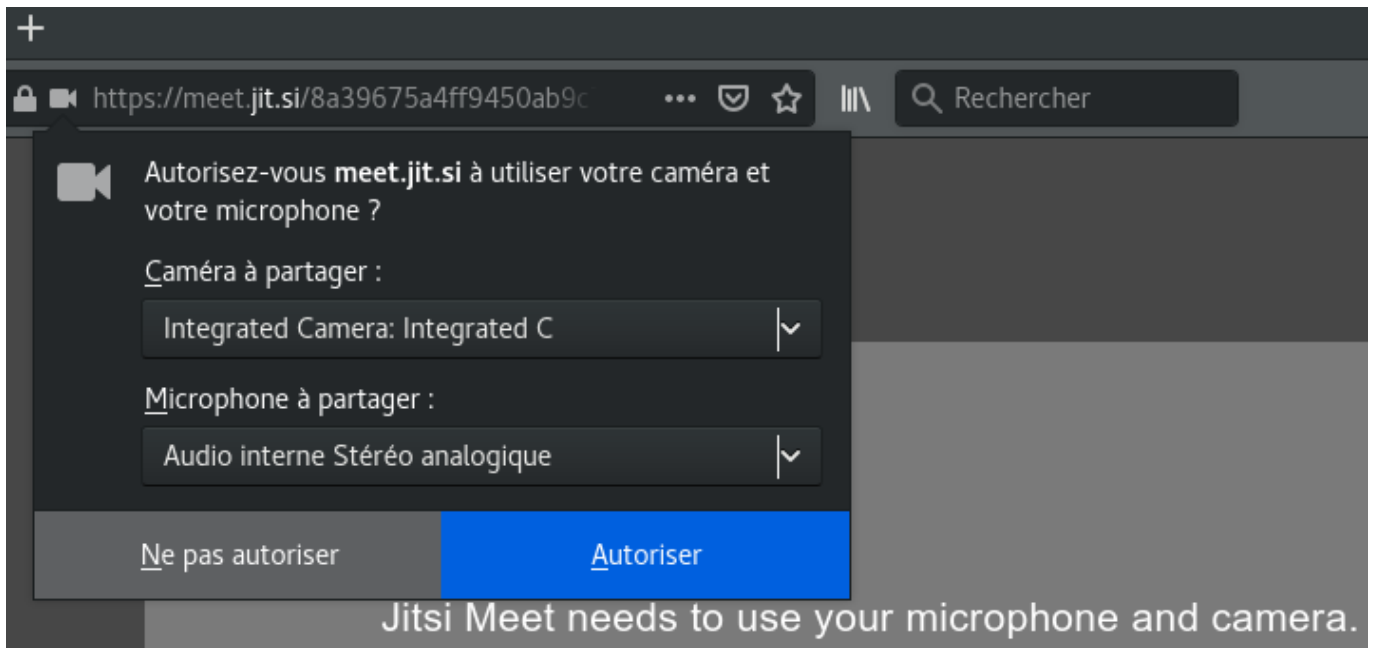 https://meet.jit.si/8a39675a4ff9450ab9c
Rechercher
Autorisez-vous meet.jit.si à utiliser votre caméra et
votre microphone ?
Caméra à partager :
Integrated Camera: Integrated C
Microphone à partager :
Audio interne Stéréo analogique
Ne pas autoriser
Autoriser
Jitsi Meet needs to use your microphone and camera.